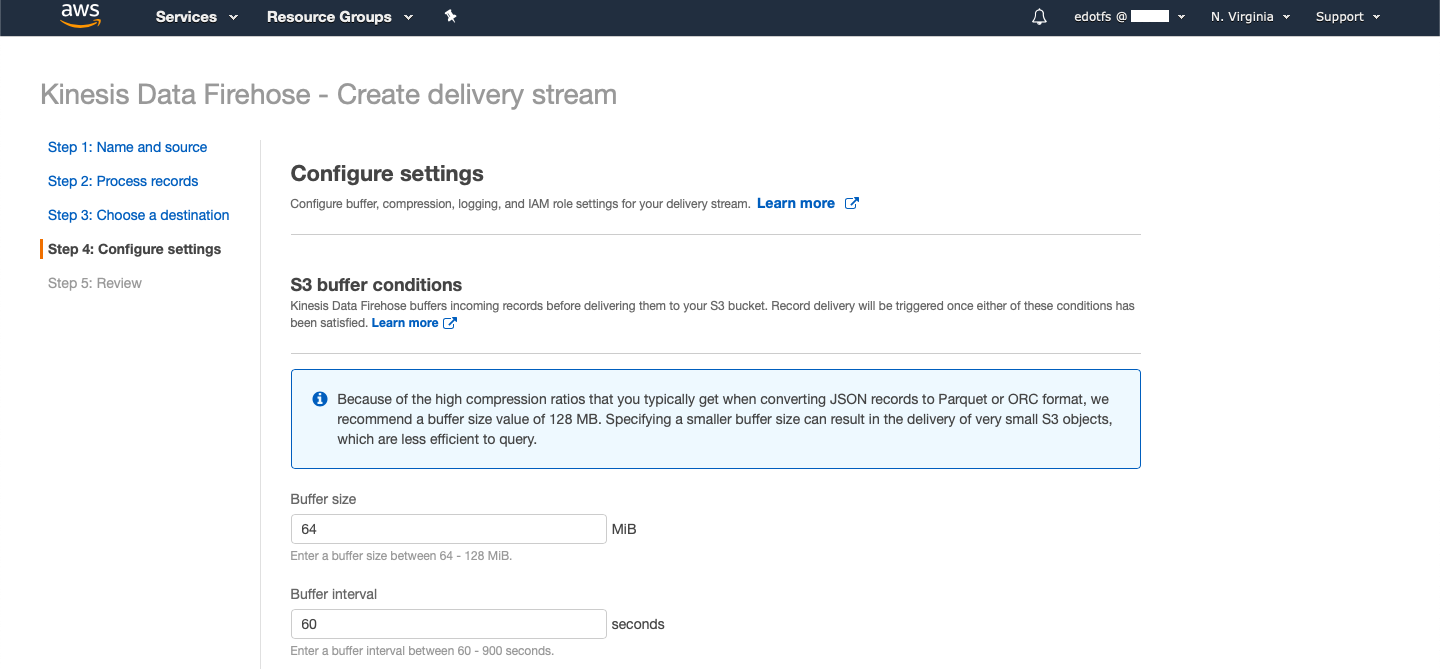 aws Services Resource Groups edotfs @ N. Virginia Support
Kinesis Data Firehose - Create delivery stream
Step 1: Name and source
Step 2: Process records
Step 3: Choose a destination
Step 4: Configure settings
Step 5: Review
Configure settings
Configure buffer, compression, logging, and IAM role settings for your delivery stream. Learn more
S3 buffer conditions
Kinesis Data Firehose buffers incoming records before delivering them to your S3 bucket. Record delivery will be triggered once either of these conditions has
been satisfied. Learn more
Because of the high compression ratios that you typically get when converting JSON records to Parquet or ORC format, we
recommend a buffer size value of 128 MB. Specifying a smaller buffer size can result in the delivery of very small S3 objects,
which are less efficient to query.
Buffer size
64 MiB
Enter a buffer size between 64 - 128 MiB.
Buffer interval
60 seconds
Enter a buffer interval between 60 - 900 seconds.